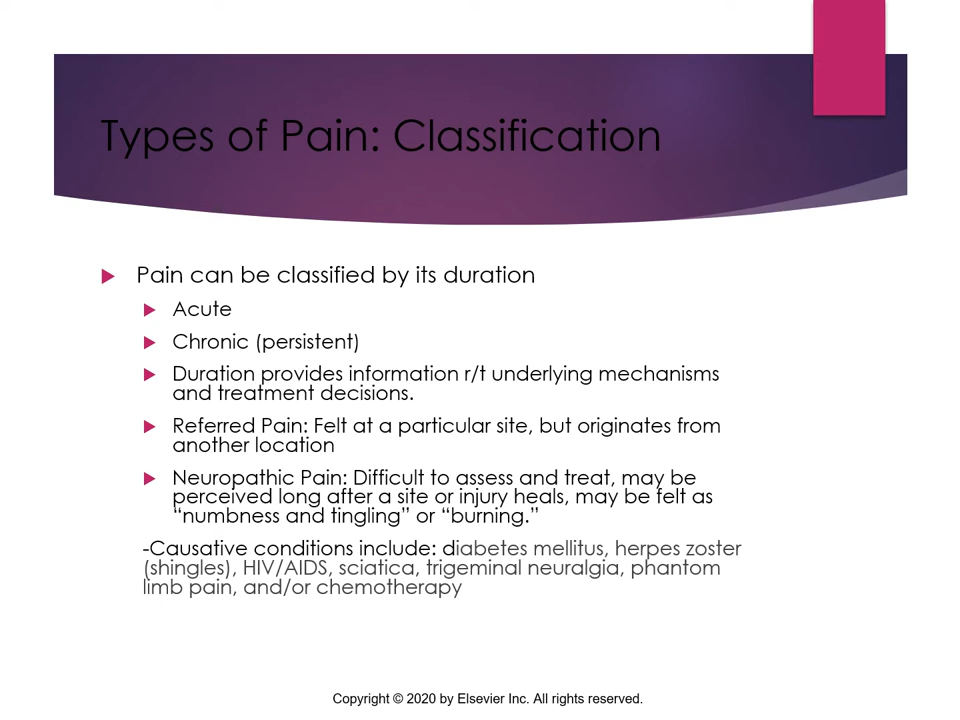 Types of Pain: Classification
Pain can be classified by its duration
Acute
Chronic (persistent)
Duration provides information r/t underlying mechanisms
and treatment decisions.
Referred Pain: Felt at a particular site, but originates from
another location
Neuropathic Pain: Difficult to assess and treat, may be
perceived long after a site or injury heals, may be felt as
“numbness and tingling” or “burning.”
-Causative conditions include: diabetes mellitus, herpes zoster
(shingles), HIV/AIDS, sciatica, trigeminal neuralgia, phantom
limb pain, and/or chemotherapy
Copyright © 2020 by Elsevier Inc. All rights reserved.